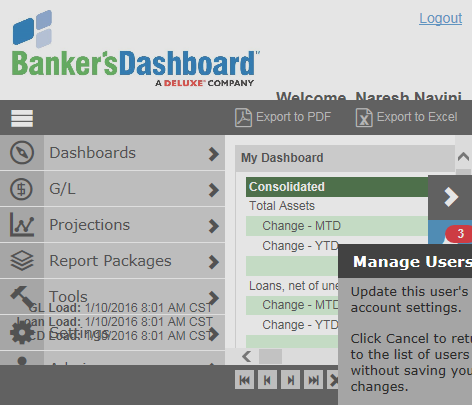 Logout
Banker'sDashboard™
A DELUXE® COMPANY
Welcome, Naresh Navini
Export to PDF
Export to Excel
Dashboards
G/L
Projections
Report Packages
Tools
Settings
GL Load: 1/10/2016 8:01 AM CST
Loan Load: 1/10/2016 8:01 AM CST
CD Load: 1/10/2016 8:01 AM CST
My Dashboard
Consolidated
Total Assets
Change - MTD
Change - YTD
Loans, net of une
Change - MTD
Change - YTD
3
Manage Users
Update this user's
account settings.
Click Cancel to retu
to the list of users
without saving you
changes.